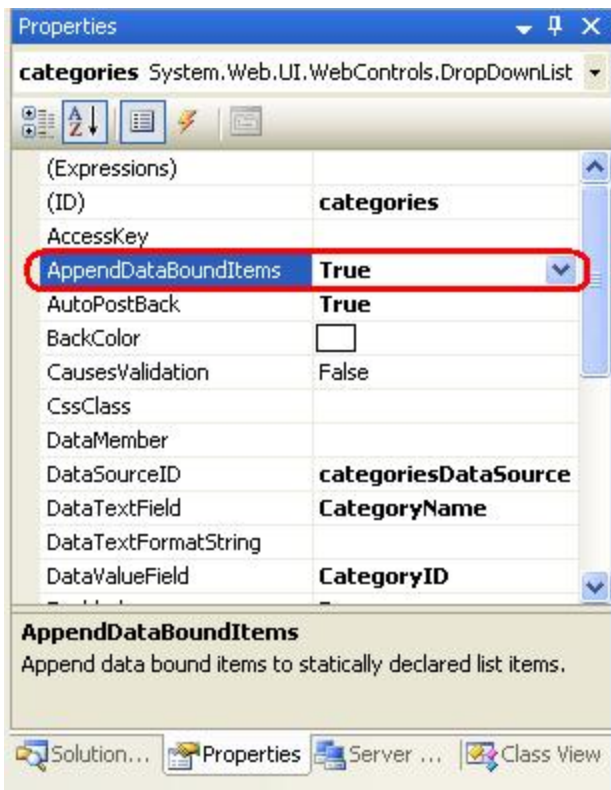 Properties
categories System.Web.UI.WebControls.DropDownList
(Expressions)
(ID) categories
AccessKey
AppendDataBoundItems True
AutoPostBack True
BackColor
CausesValidation False
CssClass
DataMember
DataSourceID categoriesDataSource
DataTextField CategoryName
DataTextFormatString
DataValueField CategoryID
AppendDataBoundItems
Append data bound items to statically declared list items.
Solution... Properties Server ... Class View